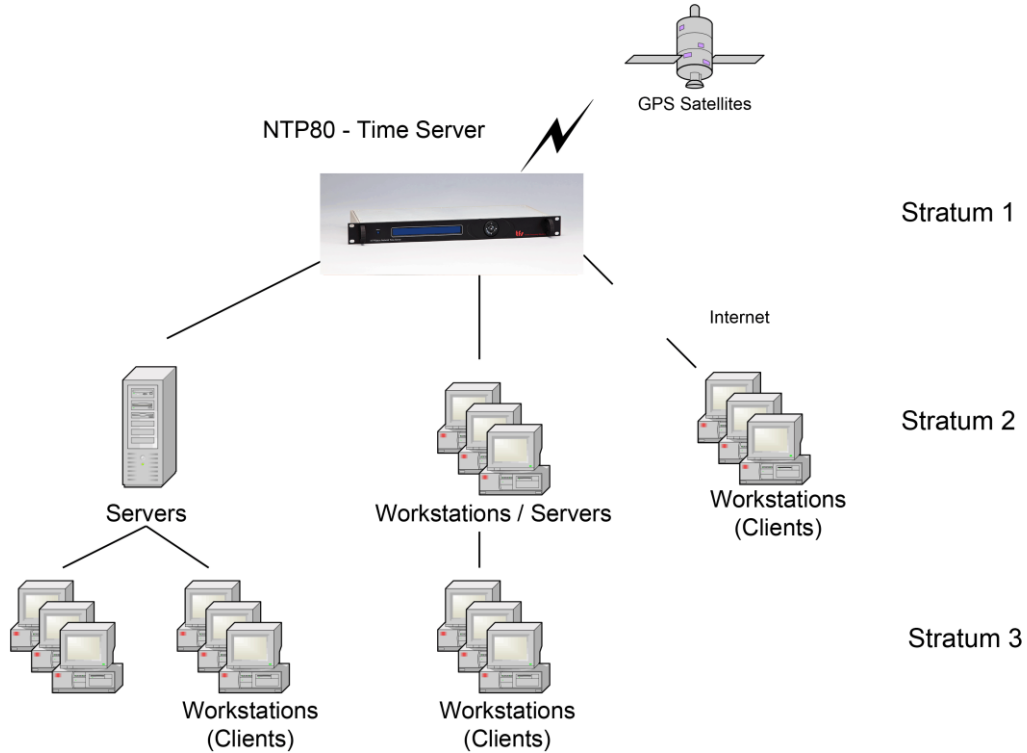 GPS Satellites
NTP80 - Time Server
Stratum 1
Internet
Stratum 2
Servers
Workstations / Servers
Workstations
(Clients)
Stratum 3
Workstations
(Clients)
Workstations
(Clients)